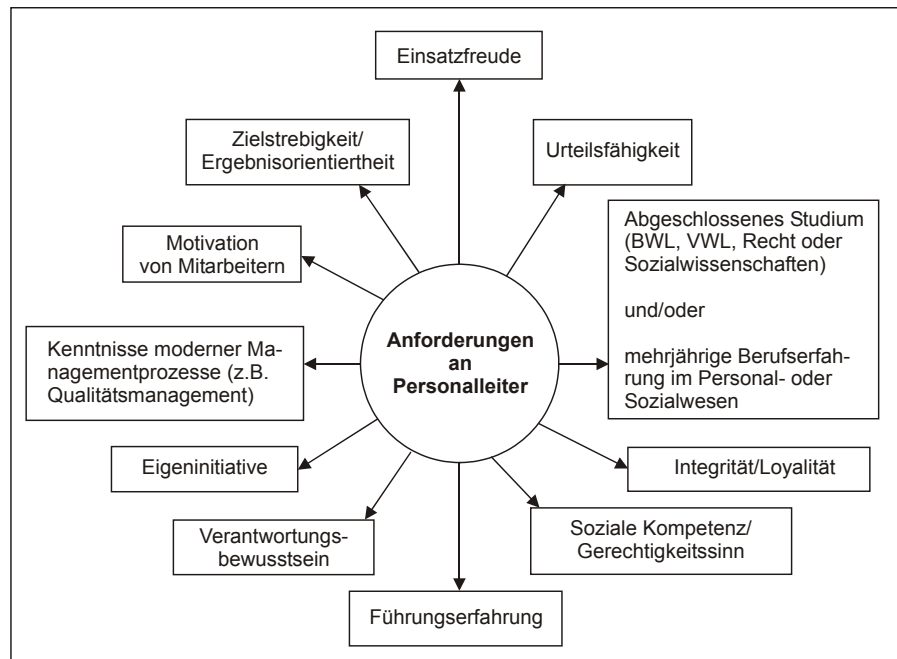 Einsatzfreude
Zielstrebigkeit/
Ergebnisorientiertheit
Urteilsfähigkeit
Motivation
von Mitarbeitern
Abgeschlossenes Studium
(BWL, VWL, Recht oder
Sozialwissenschaften)
und/oder
mehrjährige Berufserfah-
rung im Personal- oder
Sozialwesen
Anforderungen
an
Personalleiter
Kenntnisse moderner Ma-
nagementprozesse (z.B.
Qualitätsmanagement)
Eigeninitiative
Integrität/Loyalität
Verantwortungs-
bewusstsein
Soziale Kompetenz/
Gerechtigkeitssinn
Führungserfahrung